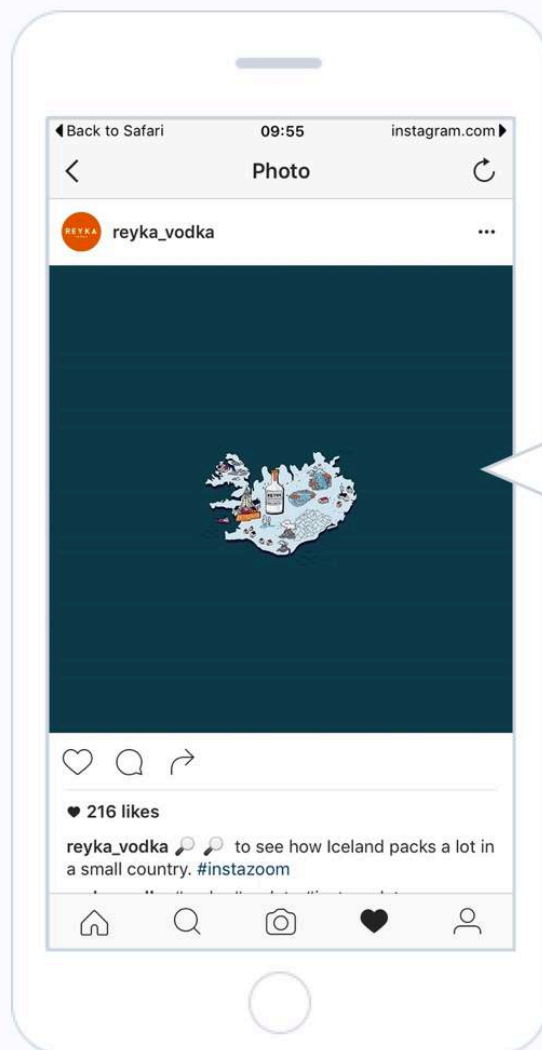 Back to Safari 09:55 instagram.com
Photo
REYKA
reyka_vodka
REYKA
216 likes
reyka_vodka 🔎 🔎 to see how Iceland packs a lot in
a small country. #instazoom